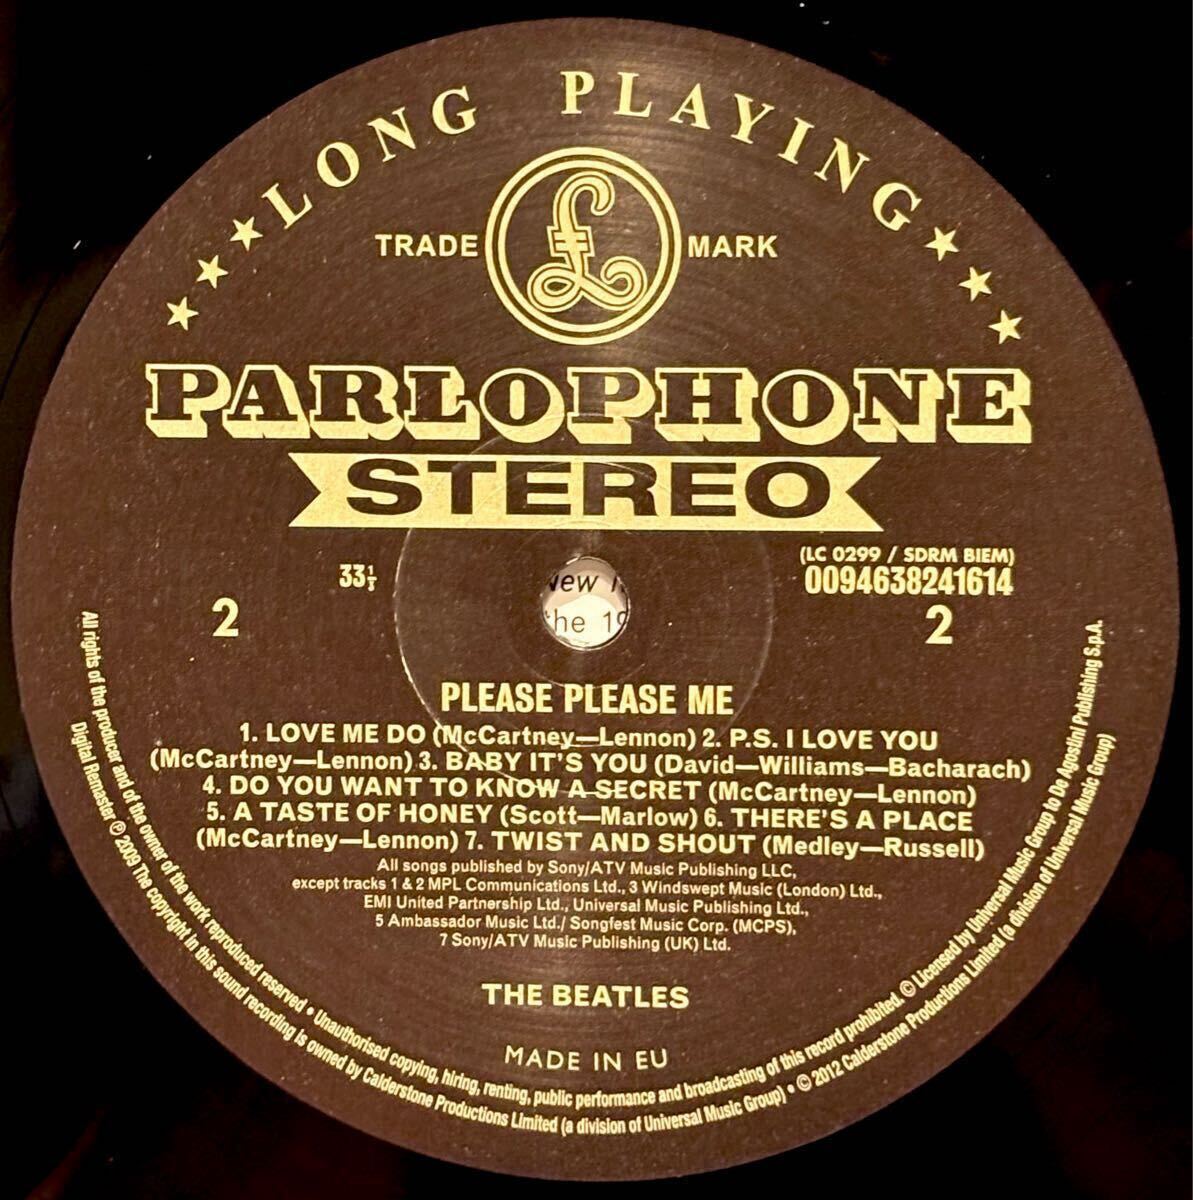 LONG PLAYING
TRADE £ MARK
PARLOPHONE
STEREO
(LC 0299 / SDRM BIEM)
33⅓
0094638241614
2
2
PLEASE PLEASE ME
1. LOVE ME DO (McCartney—Lennon) 2. P.S. I LOVE YOU
(McCartney—Lennon) 3. BABY IT'S YOU (David—Williams—Bacharach)
4. DO YOU WANT TO KNOW A SECRET (McCartney—Lennon)
5. A TASTE OF HONEY (Scott—Marlow) 6. THERE'S A PLACE
(McCartney—Lennon) 7. TWIST AND SHOUT (Medley—Russell)
All songs published by Sony/ATV Music Publishing LLC,
except tracks 1 & 2 MPL Communications Ltd., 3 Windswept Music (London) Ltd.,
EMI United Partnership Ltd., Universal Music Publishing Ltd.,
5 Ambassador Music Ltd./ Songfest Music Corp. (MCPS),
7 Sony/ATV Music Publishing (UK) Ltd.
THE BEATLES
MADE IN EU
All rights of the producer and of the owner of the work reproduced reserved • Unauthorised copying, hiring, renting, public performance and broadcasting of this record prohibited. © Licensed by Universal Music Group to De Agostini Publishing S.p.A.
Digital Remaster ℗ 2009 The copyright in this sound recording is owned by Calderstone Productions Limited (a division of Universal Music Group) • © 2012 Calderstone Productions Limited (a division of Universal Music Group)